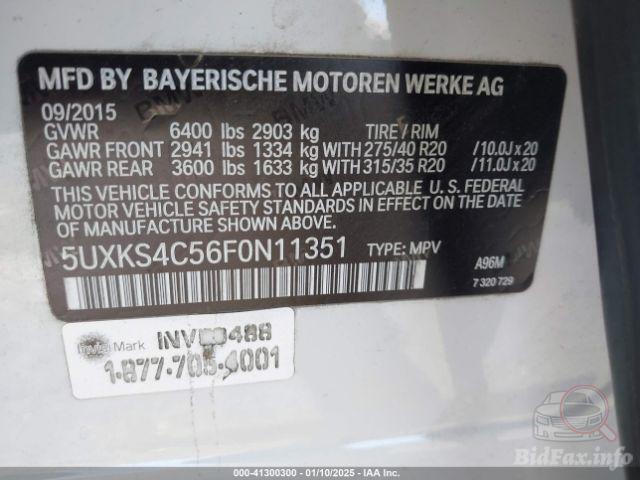 MFD BY BAYERISCHE MOTOREN WERKE AG
09/2015
GVWR 6400 lbs 2903 kg TIRE / RIM
GAWR FRONT 2941 lbs 1334 kg WITH 275/40 R20 /10.0J x 20
GAWR REAR 3600 lbs 1633 kg WITH 315/35 R20 /11.0J x 20
THIS VEHICLE CONFORMS TO ALL APPLICABLE U. S. FEDERAL
MOTOR VEHICLE SAFETY STANDARDS IN EFFECT ON THE DATE
OF MANUFACTURE SHOWN ABOVE.
5UXKS4C56F0N11351 TYPE: MPV
A96M
7 320 729
Mark
1-877-705-4001
000-41300300 - 01/10/2025 - IAA Inc.
BidFax.info